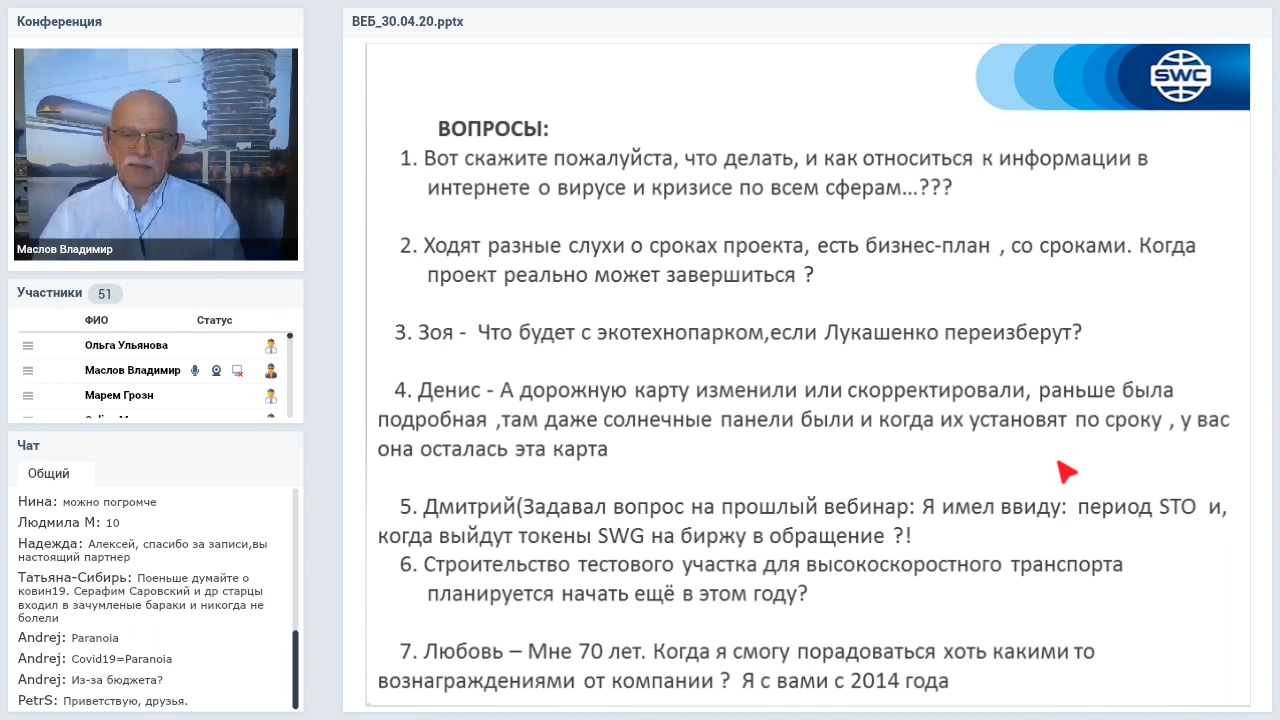 Конференция
Маслов Владимир
Участники 51
ФИО Статус
Ольга Ульянова
Маслов Владимир
Марем Грозн
Чат
Общий
Нина: можно погромче
Людмила М: 10
Надежда: Алексей, спасибо за записи,вы
настоящий партнер
Татьяна-Сибирь: Поеньше думайте о
ковин19. Серафим Саровский и др старцы
входил в зачумленые бараки и никогда не
болели
Andrej: Paranoia
Andrej: Covid19=Paranoia
Andrej: Из-за бюджета?
PetrS: Приветствую, друзья.
ВЕБ_30.04.20.pptx
SWC
ВОПРОСЫ:
1. Вот скажите пожалуйста, что делать, и как относиться к информации в
интернете о вирусе и кризисе по всем сферам...???
2. Ходят разные слухи о сроках проекта, есть бизнес-план , со сроками. Когда
проект реально может завершиться ?
3. Зоя - Что будет с экотехнопарком,если Лукашенко переизберут?
4. Денис - А дорожную карту изменили или скорректировали, раньше была
подробная ,там даже солнечные панели были и когда их установят по сроку , у вас
она осталась эта карта
5. Дмитрий(Задавал вопрос на прошлый вебинар: Я имел ввиду: период STO и,
когда выйдут токены SWG на биржу в обращение ?!
6. Строительство тестового участка для высокоскоростного транспорта
планируется начать ещё в этом году?
7. Любовь – Мне 70 лет. Когда я смогу порадоваться хоть какими то
вознаграждениями от компании ? Я с вами с 2014 года